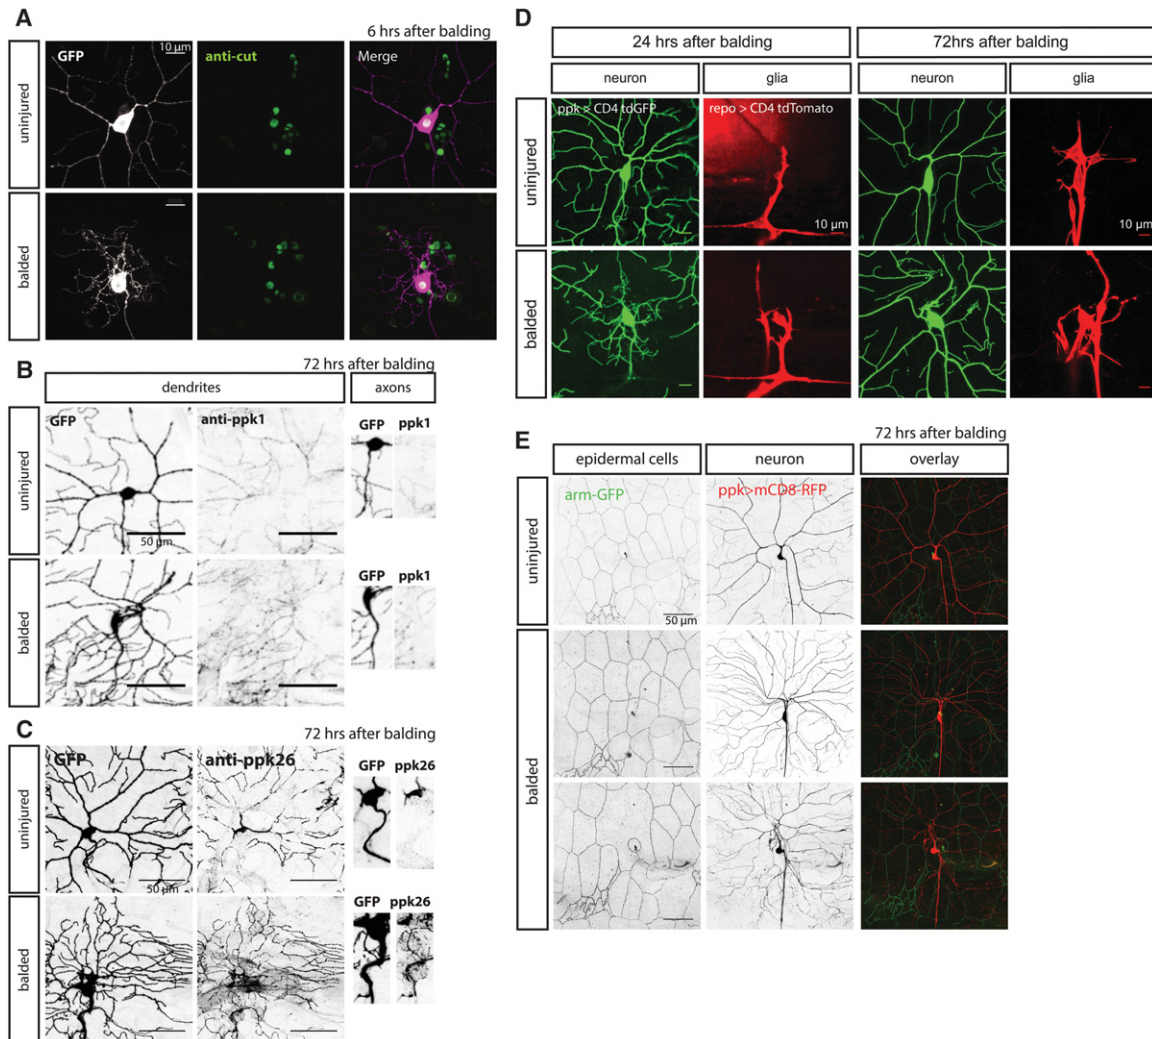 A
6 hrs after balding
GFP
10 µm
anti-cut
Merge
uninjured
balded
B
72 hrs after balding
dendrites
axons
GFP
anti-ppk1
GFP ppk1
uninjured
50 µm
GFP ppk1
balded
C
72 hrs after balding
GFP
anti-ppk26
GFP ppk26
uninjured
50 µm
GFP ppk26
balded
D
24 hrs after balding
72hrs after balding
neuron
glia
neuron
glia
ppk > CD4 tdGFP
repo > CD4 tdTomato
uninjured
10 µm
10 µm
balded
E
72 hrs after balding
epidermal cells
neuron
overlay
arm-GFP
ppk>mCD8-RFP
uninjured
50 µm
balded